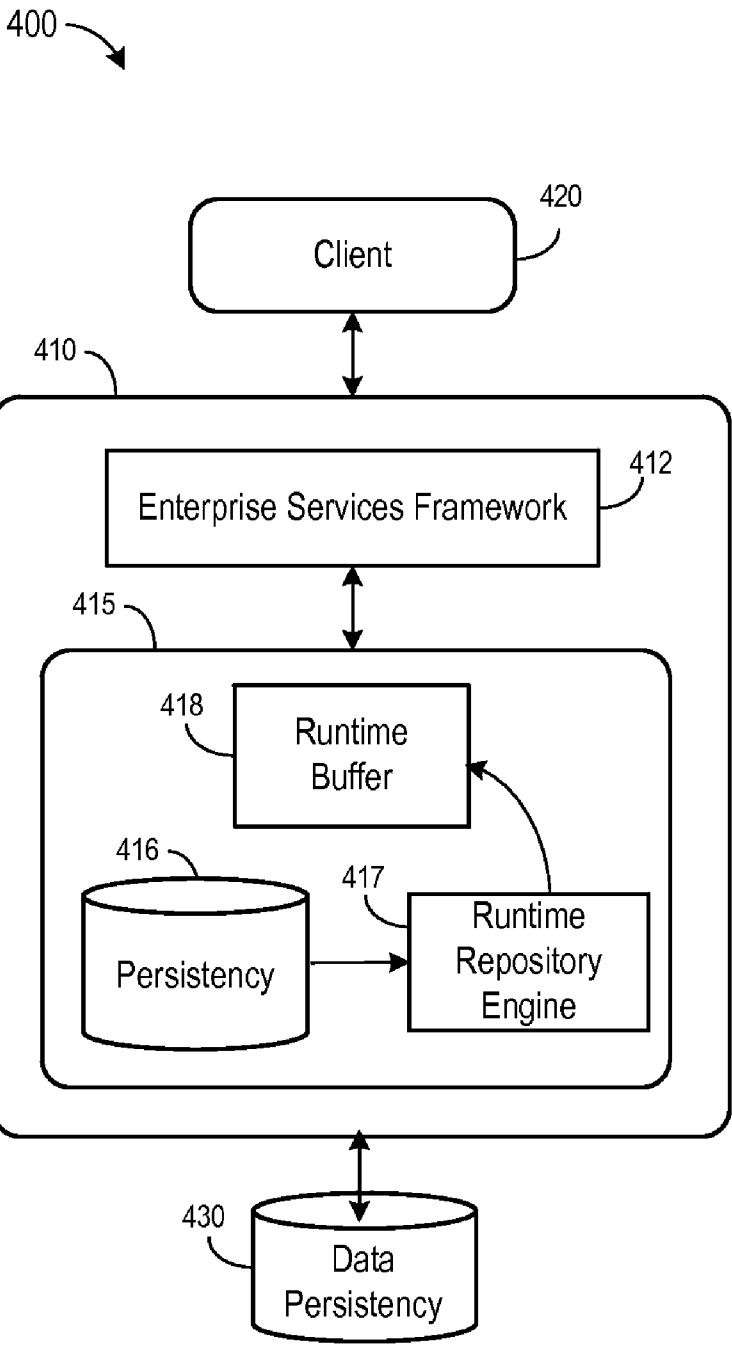 400
420
Client
410
412
Enterprise Services Framework
415
418
Runtime
Buffer
416
417
Persistency
Runtime
Repository
Engine
430
Data
Persistency